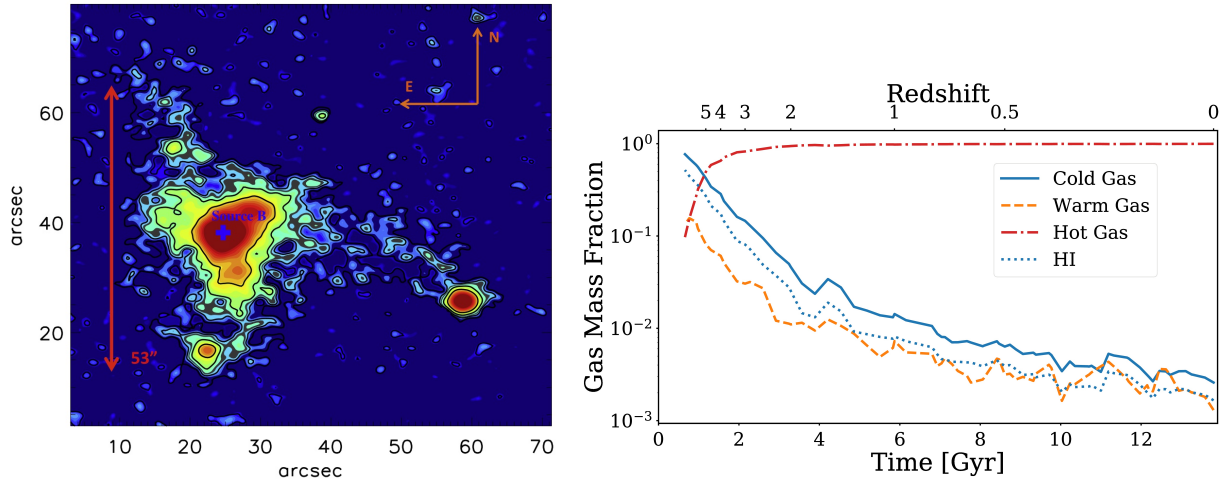 N
E
60
Source B
40
20
53”
arcsec
10 20 30 40 50 60 70
arcsec
Redshift
5 4 3 2 1 0.5 0
10^0
10^-1
10^-2
10^-3
Gas Mass Fraction
Cold Gas
Warm Gas
Hot Gas
HI
0 2 4 6 8 10 12
Time [Gyr]